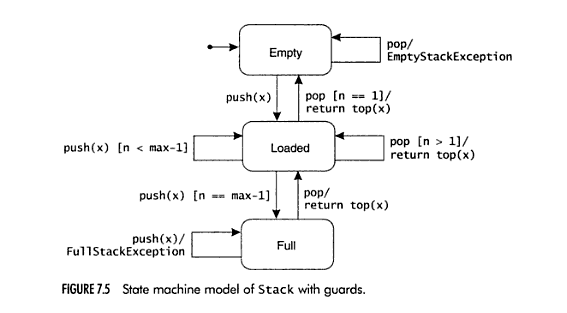 Empty
pop/
EmptyStackException
push(x)
pop [n == 1]/
return top(x)
push(x) [n < max-1]
Loaded
pop [n > 1]/
return top(x)
push(x) [n == max-1]
pop/
return top(x)
push(x)/
FullStackException
Full
FIGURE 7.5 State machine model of Stack with guards.